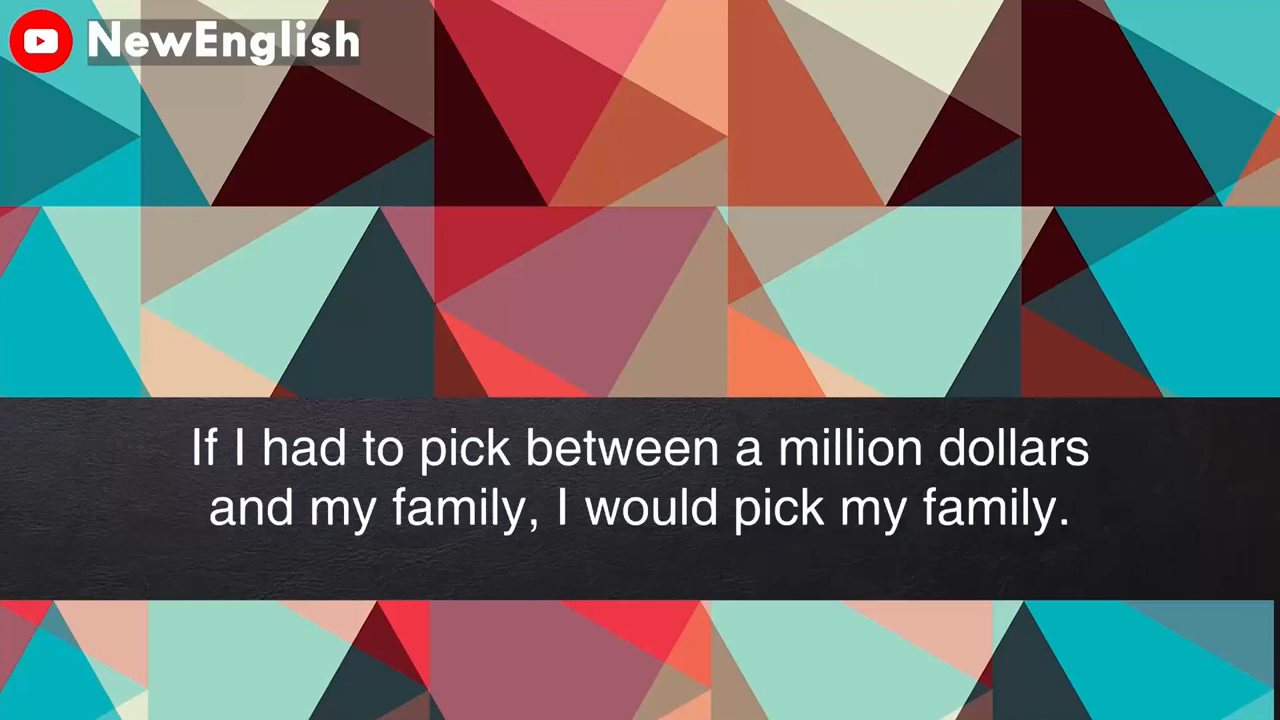 NewEnglish
If I had to pick between a million dollars
and my family, I would pick my family.